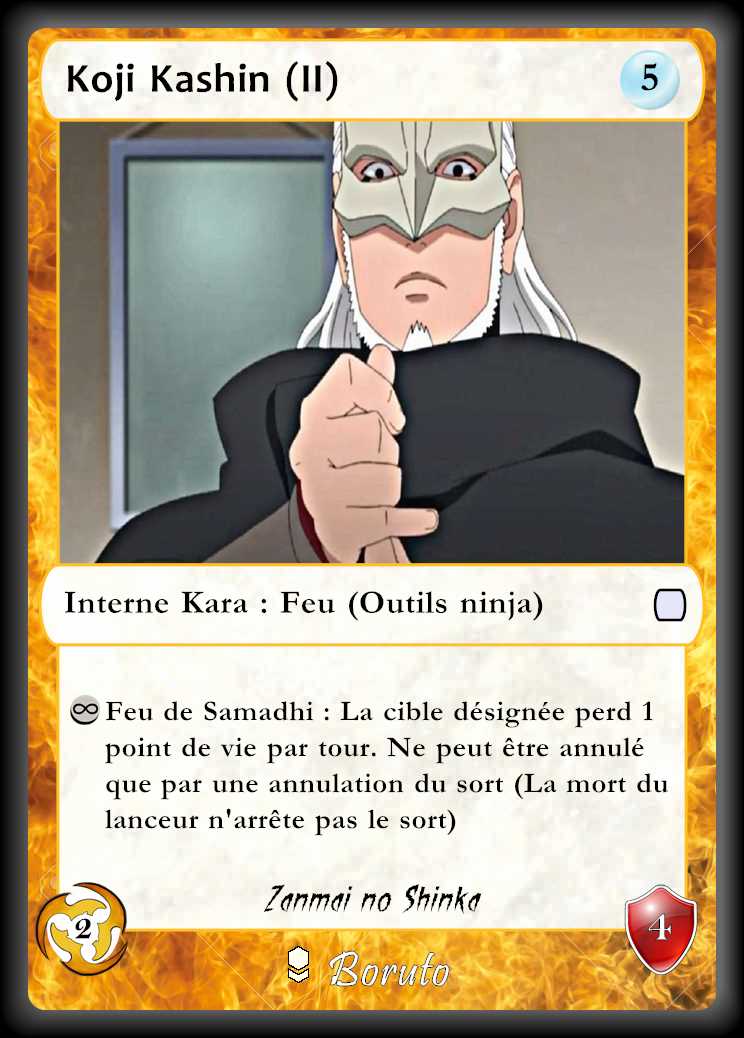 Koji Kashin (II)
5
Interne Kara : Feu (Outils ninja)
∞ Feu de Samadhi : La cible désignée perd 1
point de vie par tour. Ne peut être annulé
que par une annulation du sort (La mort du
lanceur n'arrête pas le sort)
Zanmai no Shinka
2
4
Boruto